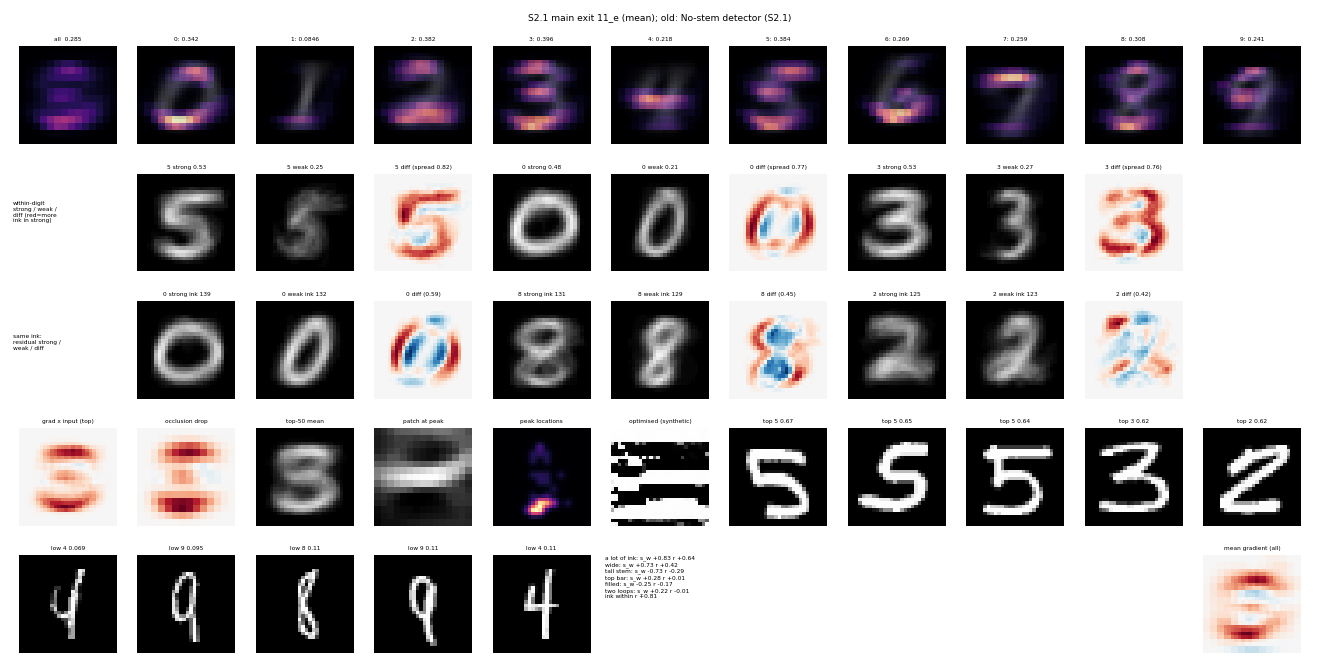 S2.1 main exit 11_e (mean); old: No-stem detector (S2.1)
all 0.285
0: 0.342
1: 0.0846
2: 0.382
3: 0.396
4: 0.218
5: 0.384
6: 0.269
7: 0.259
8: 0.308
9: 0.241
within-digit
strong / weak /
diff (red=more
ink in strong)
5 strong 0.53
5 weak 0.25
5 diff (spread 0.82)
0 strong 0.48
0 weak 0.21
0 diff (spread 0.77)
3 strong 0.53
3 weak 0.27
3 diff (spread 0.76)
same ink:
residual strong /
weak / diff
0 strong ink 139
0 weak ink 132
0 diff (0.59)
8 strong ink 131
8 weak ink 129
8 diff (0.45)
2 strong ink 125
2 weak ink 123
2 diff (0.42)
grad x input (top)
occlusion drop
top-50 mean
patch at peak
peak locations
optimised (synthetic)
top 5 0.67
top 5 0.65
top 5 0.64
top 3 0.62
top 2 0.62
low 4 0.069
low 9 0.095
low 8 0.11
low 9 0.11
low 4 0.11
a lot of ink: s_w +0.83 r +0.64
wide: s_w +0.73 r +0.42
tall stem: s_w -0.73 r -0.29
top bar: s_w +0.28 r +0.01
filled: s_w -0.25 r -0.17
two loops: s_w +0.22 r -0.01
ink within r +0.81
mean gradient (all)